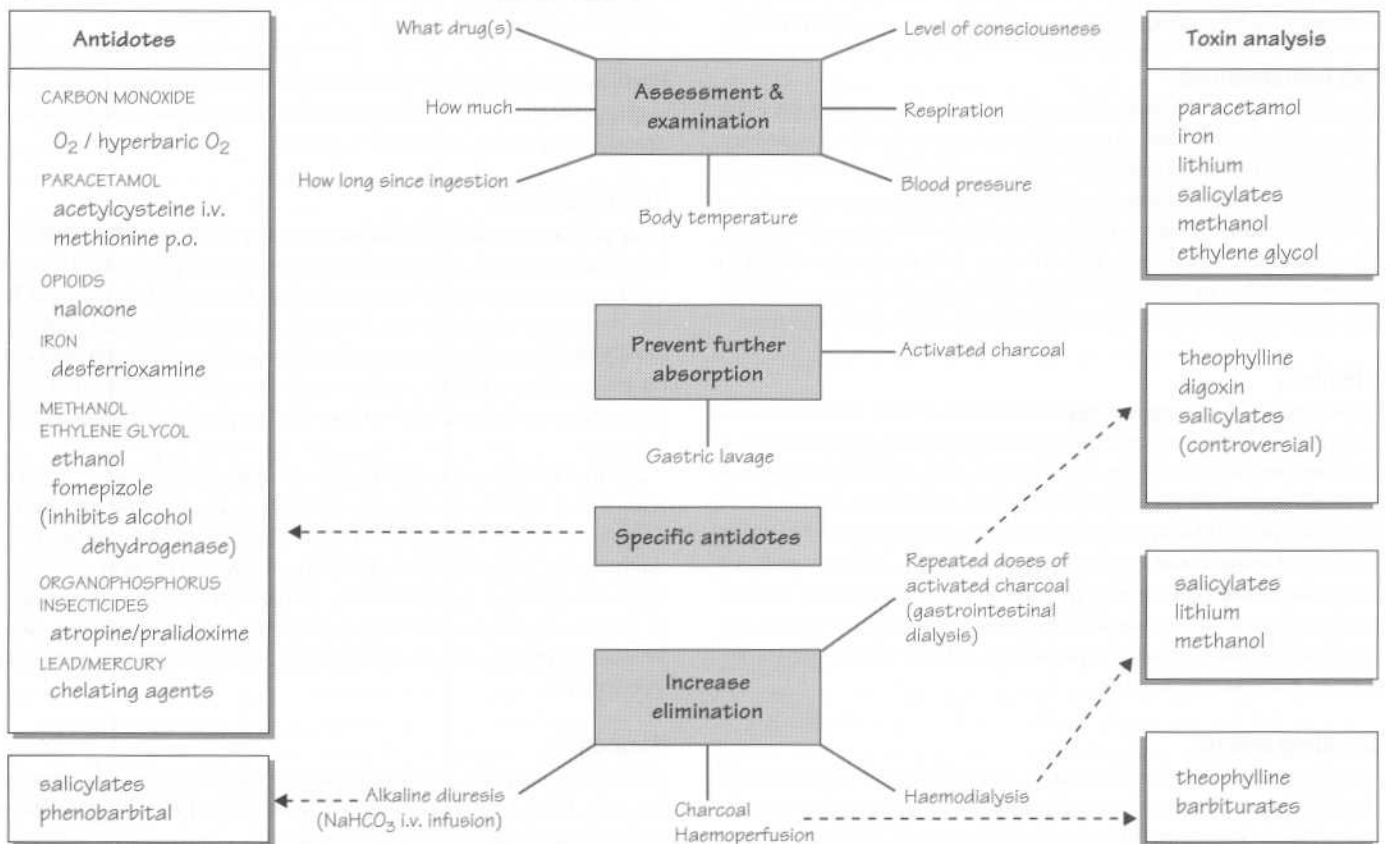 Antidotes
CARBON MONOXIDE
O₂ / hyperbaric O₂
PARACETAMOL
acetylcysteine i.v.
methionine p.o.
OPIOIDS
naloxone
IRON
desferrioxamine
METHANOL
ETHYLENE GLYCOL
ethanol
fomepizole
(inhibits alcohol
dehydrogenase)
ORGANOPHOSPHORUS
INSECTICIDES
atropine/pralidoxime
LEAD/MERCURY
chelating agents
salicylates
phenobarbital
What drug(s)
How much
How long since ingestion
Assessment &
examination
Body temperature
Level of consciousness
Respiration
Blood pressure
Prevent further
absorption
Activated charcoal
Gastric lavage
Specific antidotes
Increase
elimination
Repeated doses of
activated charcoal
(gastrointestinal
dialysis)
Alkaline diuresis
(NaHCO₃ i.v. infusion)
Charcoal
Haemoperfusion
Haemodialysis
Toxin analysis
paracetamol
iron
lithium
salicylates
methanol
ethylene glycol
theophylline
digoxin
salicylates
(controversial)
salicylates
lithium
methanol
theophylline
barbiturates